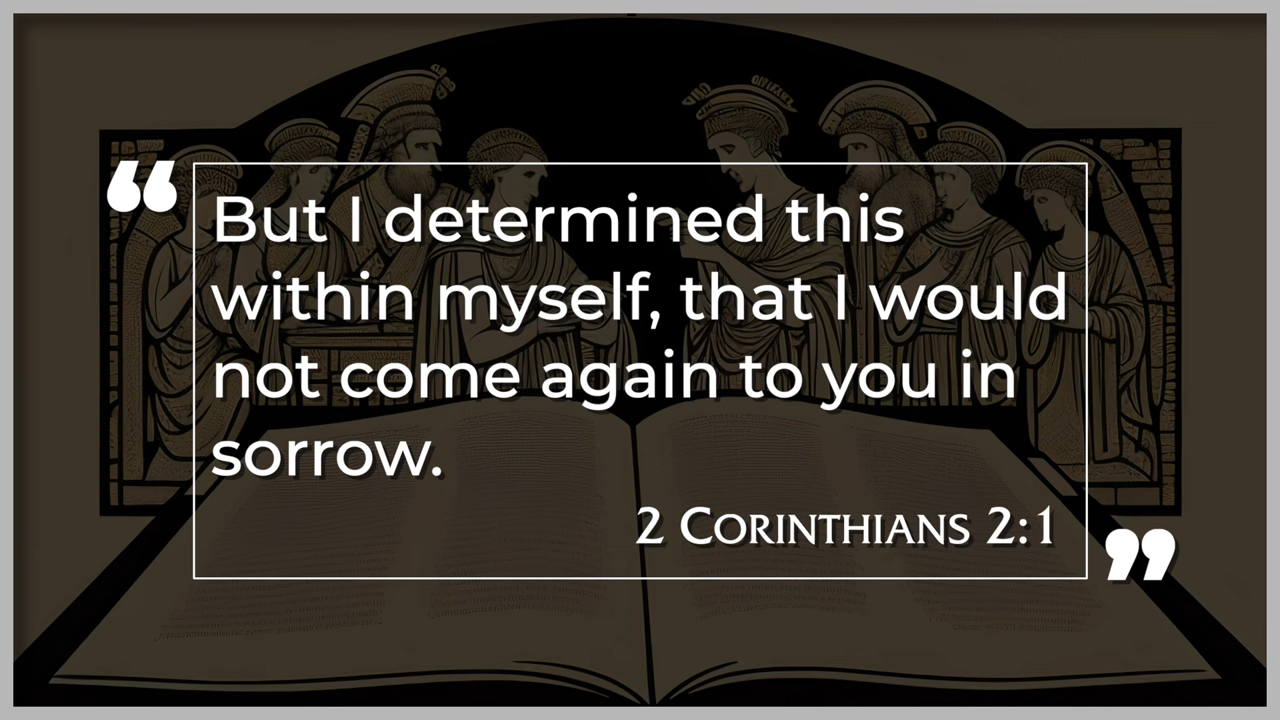 “
But I determined this
within myself, that I would
not come again to you in
sorrow.
2 Corinthians 2:1
”